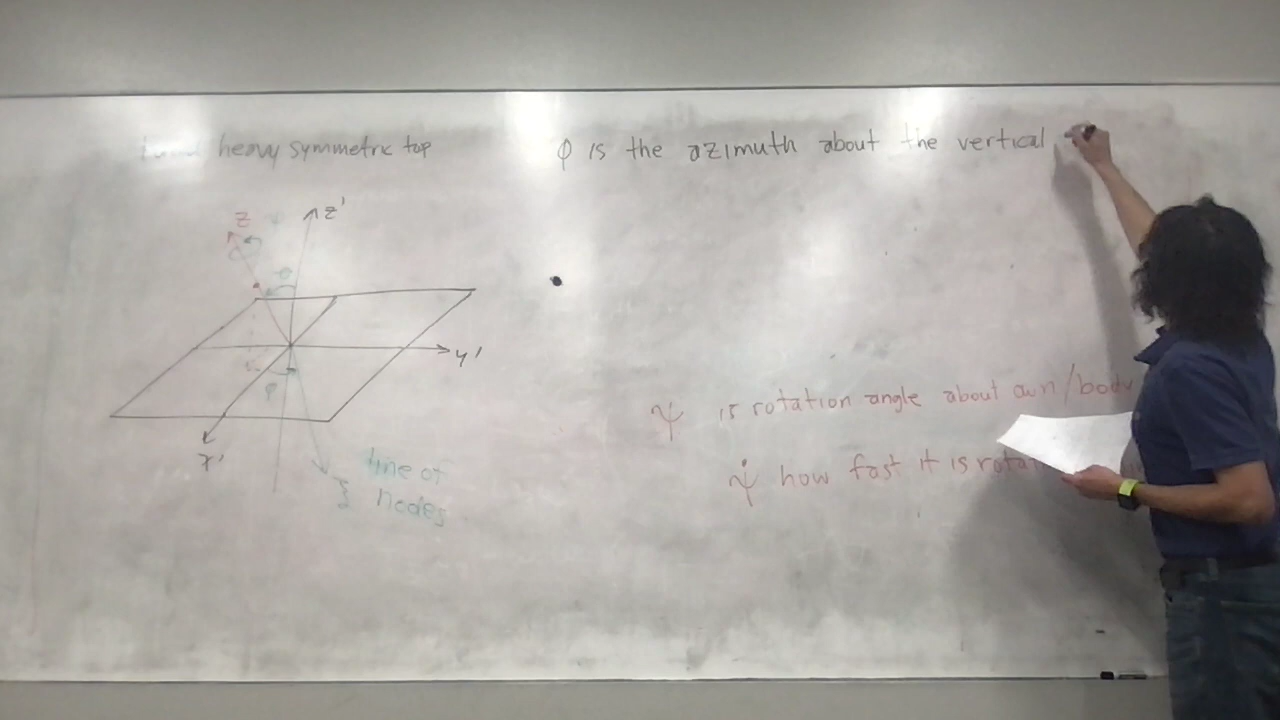 heavy symmetric top
φ is the azimuth about the vertical
z
z'
θ
y'
φ
x'
line of
nodes
ξ
ψ is rotation angle about own/body
ψ̇ how fast it is rota